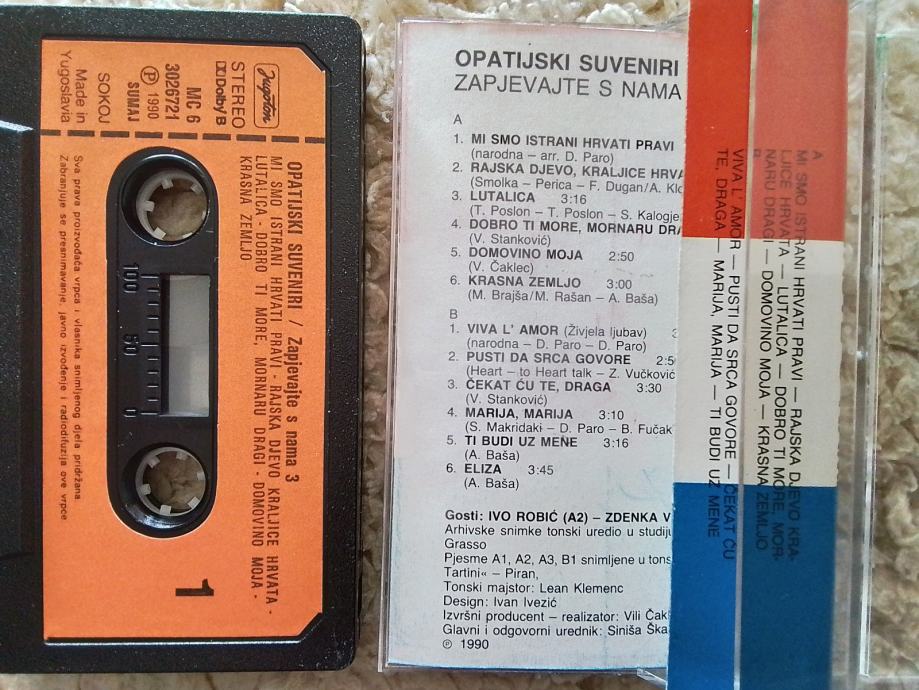 Jugoton
STEREO
DOlby B
MC 6
3026721
Ⓟ 1990
SUMAJ
SOKOJ
Made in
Yugoslavia
OPATIJSKI SUVENIRI / Zapjevajte s nama 3
MI SMO ISTRANI HRVATI PRAVI - RAJSKA DJEVO KRALJICE HRVATA -
LUTALICA - DOBRO TI MORE, MORNARU DRAGI - DOMOVINO MOJA -
KRASNA ZEMLJO
100 50 0
1
Sva prava proizvođača vrpce i vlasnika snimljenog djela pridržana
Zabranjuje se presnimavanje, javno izvođenje i radiodifuzija ove vrpce
OPATIJSKI SUVENIRI
ZAPJEVAJTE S NAMA
A
1. MI SMO ISTRANI HRVATI PRAVI
(narodna – arr. D. Paro)
2. RAJSKA DJEVO, KRALJICE HRVA
(Smolka – Perica – F. Dugan/A. Klo
3. LUTALICA 3:16
(T. Poslon – T. Poslon – S. Kalogje
4. DOBRO TI MORE, MORNARU DRA
(V. Stanković)
5. DOMOVINO MOJA 2:50
(V. Čaklec)
6. KRASNA ZEMLJO 3:00
(M. Brajša/M. Rašan – A. Baša)
B
1. VIVA L' AMOR (Živjela ljubav)
(narodna – D. Paro – D. Paro)
2. PUSTI DA SRCA GOVORE 2:50
(Heart – to Heart talk – Z. Vučković
3. ČEKAT ĆU TE, DRAGA 3:30
(V. Stanković)
4. MARIJA, MARIJA 3:10
(S. Makridaki – D. Paro – B. Fučak
5. TI BUDI UZ MENE 3:16
(A. Baša)
6. ELIZA 3:45
(A. Baša)
Gosti: IVO ROBIĆ (A2) – ZDENKA V
Arhivske snimke tonski uredio u studiju
Grasso
Pjesme A1, A2, A3, B1 snimljene u tons
Tartini« – Piran,
Tonski majstor: Lean Klemenc
Design: Ivan Ivezić
Izvršni producent – realizator: Vili Čakl
Glavni i odgovorni urednik: Siniša Ška
Ⓟ 1990
A
MI SMO ISTRANI HRVATI PRAVI — RAJSKA DJEVO KRA-
LJICE HRVATA — LUTALICA — DOBRO TI MORE, MOR-
NARU DRAGI — DOMOVINO MOJA — KRASNA ZEMLJO
B
VIVA L' AMOR — PUSTI DA SRCA GOVORE — ČEKAT ĆU
TE, DRAGA — MARIJA, MARIJA — TI BUDI UZ MENE